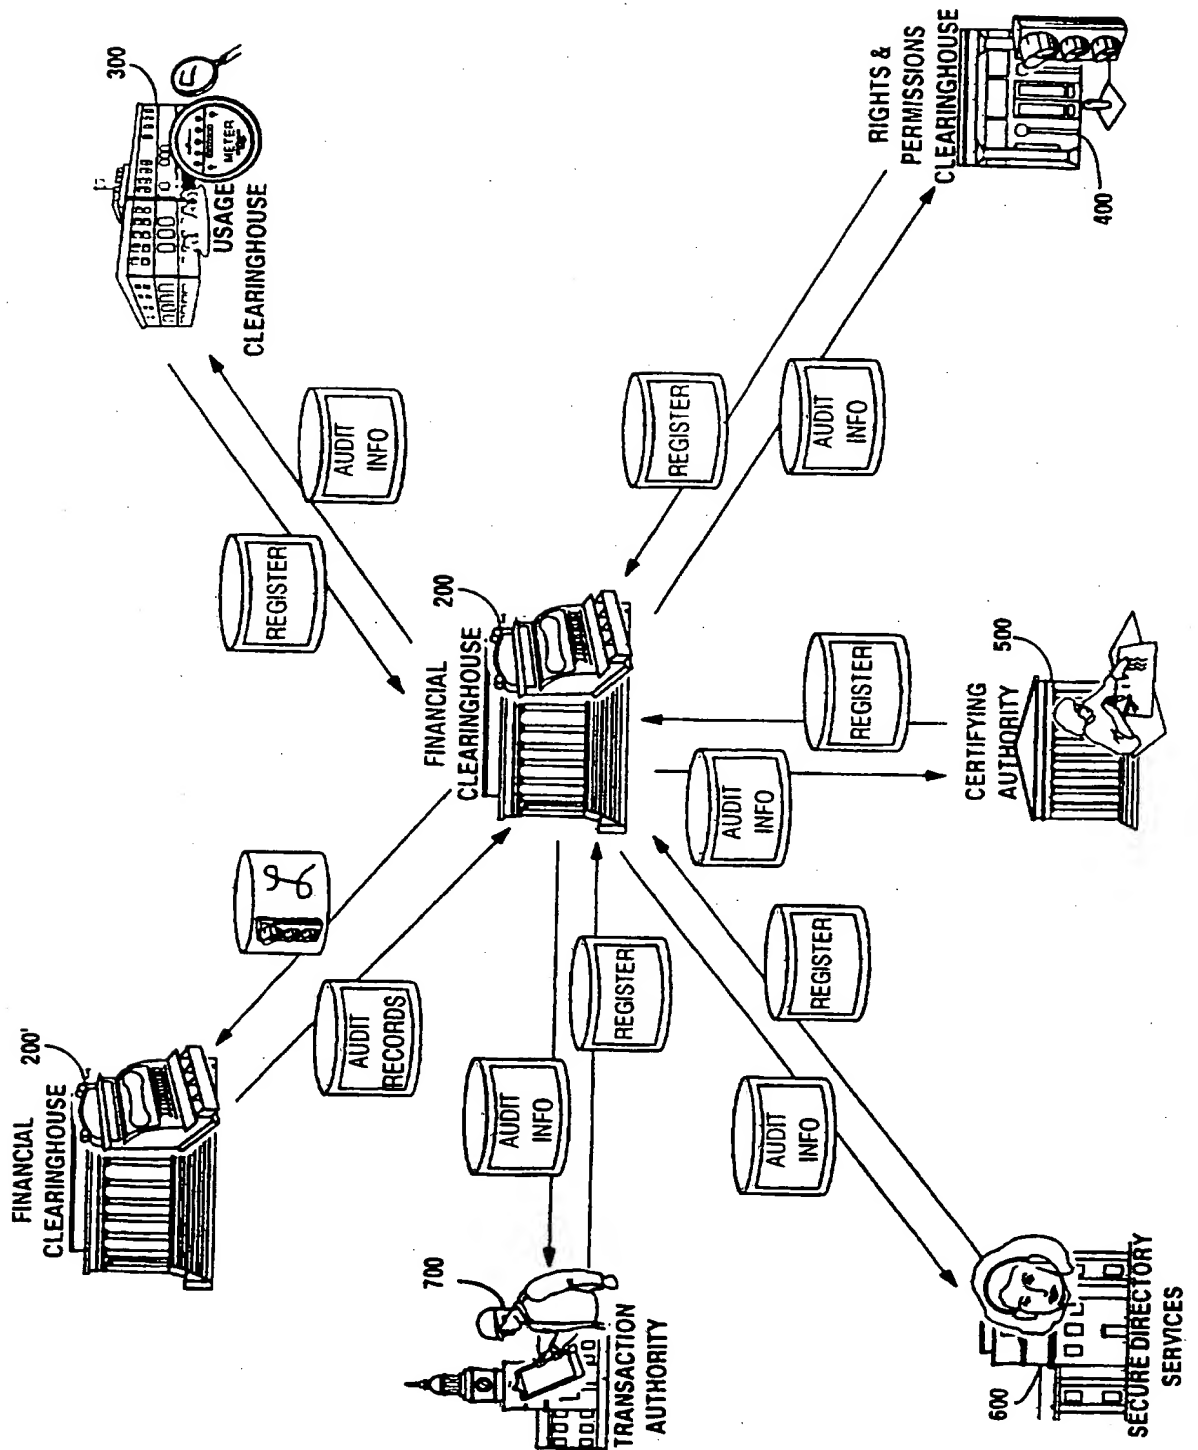 FINANCIAL
CLEARINGHOUSE
200'
300
METER
USAGE
CLEARINGHOUSE
REGISTER
AUDIT
INFO
AUDIT
RECORDS
FINANCIAL
CLEARINGHOUSE
200
700
AUDIT
INFO
TRANSACTION
AUTHORITY
REGISTER
REGISTER
AUDIT
INFO
AUDIT
INFO
REGISTER
AUDIT
INFO
REGISTER
RIGHTS &
PERMISSIONS
CLEARINGHOUSE
400
CERTIFYING
AUTHORITY
500
600
SECURE DIRECTORY
SERVICES